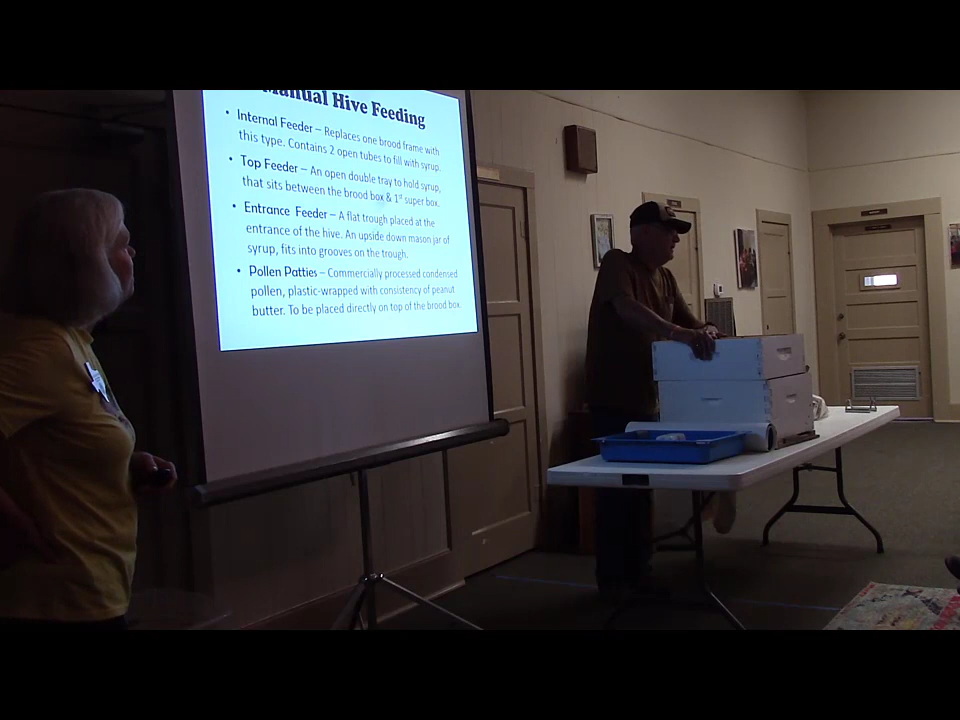 Manual Hive Feeding
• Internal Feeder – Replaces one brood frame with
this type. Contains 2 open tubes to fill with syrup.
• Top Feeder – An open double tray to hold syrup,
that sits between the brood box & 1st super box.
• Entrance Feeder – A flat trough placed at the
entrance of the hive. An upside down mason jar of
syrup, fits into grooves on the trough.
• Pollen Patties – Commercially processed condensed
pollen, plastic-wrapped with consistency of peanut
butter. To be placed directly on top of the brood box.